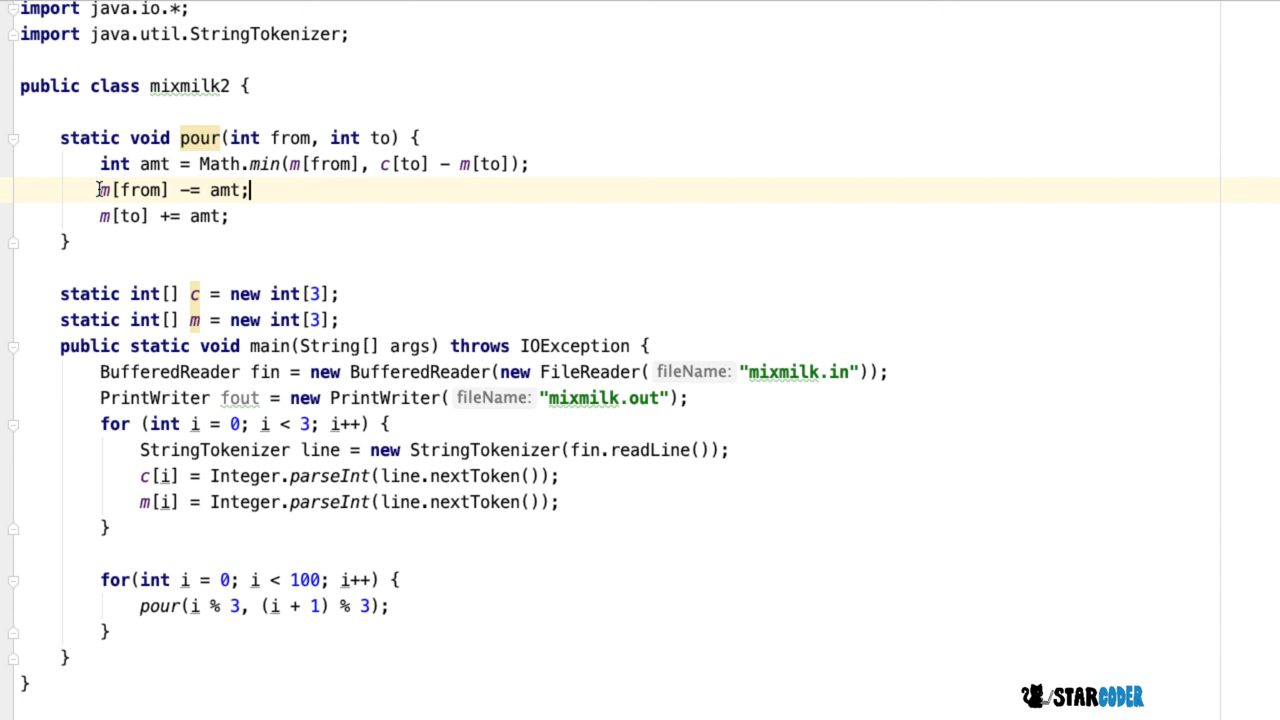 import java.io.*;
import java.util.StringTokenizer;
public class mixmilk2 {
static void pour(int from, int to) {
int amt = Math.min(m[from], c[to] - m[to]);
m[from] -= amt;
m[to] += amt;
}
static int[] c = new int[3];
static int[] m = new int[3];
public static void main(String[] args) throws IOException {
BufferedReader fin = new BufferedReader(new FileReader( fileName: "mixmilk.in"));
PrintWriter fout = new PrintWriter( fileName: "mixmilk.out");
for (int i = 0; i < 3; i++) {
StringTokenizer line = new StringTokenizer(fin.readLine());
c[i] = Integer.parseInt(line.nextToken());
m[i] = Integer.parseInt(line.nextToken());
}
for(int i = 0; i < 100; i++) {
pour(i % 3, (i + 1) % 3);
}
}
}
/STARCODER